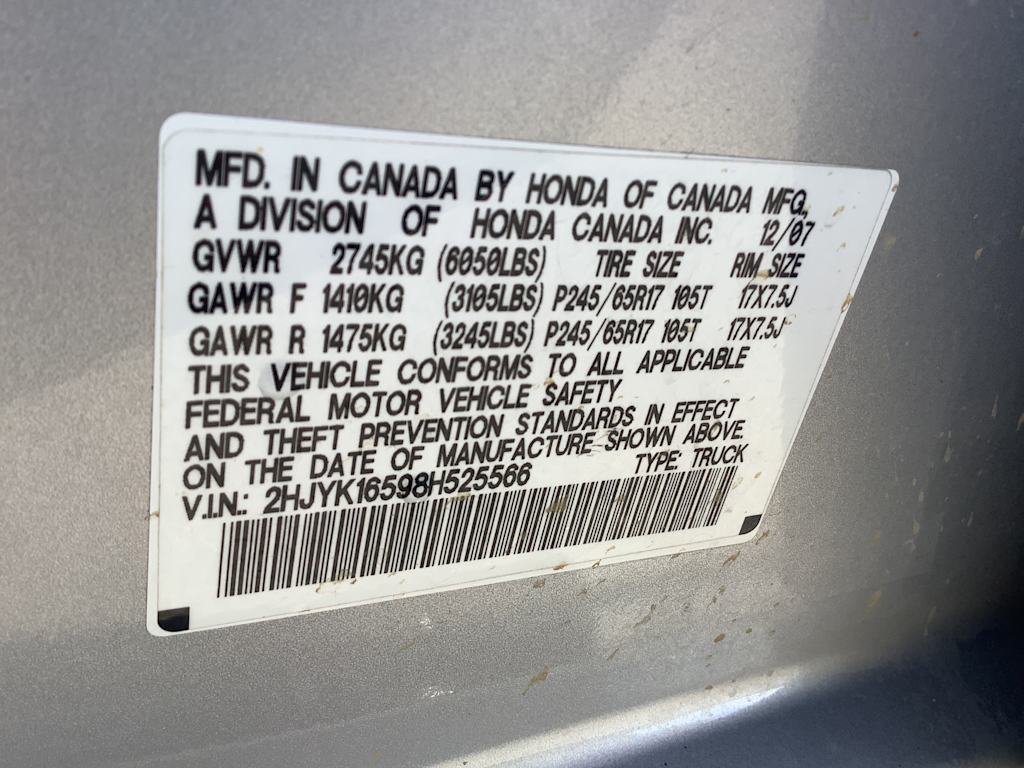 MFD. IN CANADA BY HONDA OF CANADA MFG.,
A DIVISION OF HONDA CANADA INC. 12/07
GVWR 2745KG (6050LBS) TIRE SIZE RIM SIZE
GAWR F 1410KG (3105LBS) P245/65R17 105T 17X7.5J
GAWR R 1475KG (3245LBS) P245/65R17 105T 17X7.5J
THIS VEHICLE CONFORMS TO ALL APPLICABLE
FEDERAL MOTOR VEHICLE SAFETY
AND THEFT PREVENTION STANDARDS IN EFFECT
ON THE DATE OF MANUFACTURE SHOWN ABOVE.
V.I.N.: 2HJYK16598H525566 TYPE: TRUCK